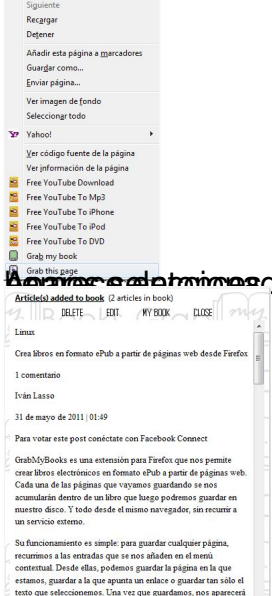 Siguiente
Recargar
Detener
Añadir esta página a marcadores
Guardar como...
Enviar página...
Ver imagen de fondo
Seleccionar todo
Yahoo!
Ver código fuente de la página
Ver información de la página
Free YouTube Download
Free YouTube To Mp3
Free YouTube To iPhone
Free YouTube To iPod
Free YouTube To DVD
Grab my book
Grab this page
Article(s) added to book (2 articles in book)
DELETE EDIT MY BOOK CLOSE
Linux
Crea libros en formato ePub a partir de páginas web desde Firefox
1 comentario
Iván Lasso
31 de mayo de 2011 | 01:49
Para votar este post conéctate con Facebook Connect
GrabMyBooks es una extensión para Firefox que nos permite
crear libros electrónicos en formato ePub a partir de páginas web.
Cada una de las páginas que vayamos guardando se nos
acumularán dentro de un libro que luego podremos guardar en
nuestro disco. Y todo desde el mismo navegador, sin recurrir a
un servicio externo.
Su funcionamiento es simple: para guardar cualquier página,
recurrimos a las entradas que se nos añaden en el menú
contextual. Desde ellas, podemos guardar la página en la que
estamos, guardar a la que apunta un enlace o guardar tan sólo el
texto que seleccionemos. Una vez que guardamos, nos aparecerá